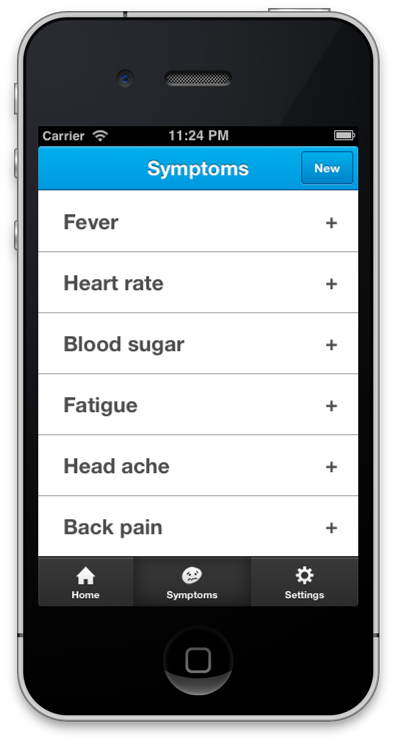 Carrier 11:24 PM
Symptoms New
Fever +
Heart rate +
Blood sugar +
Fatigue +
Head ache +
Back pain +
Home Symptoms Settings